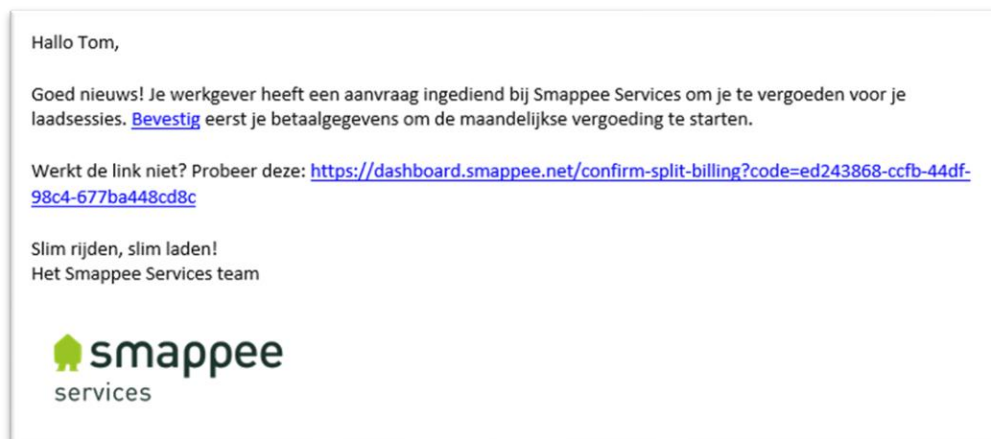 Hallo Tom,
Goed nieuws! Je werkgever heeft een aanvraag ingediend bij Smappee Services om je te vergoeden voor je
laadsessies. Bevestig eerst je betaalgegevens om de maandelijkse vergoeding te starten.
Werkt de link niet? Probeer deze: https://dashboard.smappee.net/confirm-split-billing?code=ed243868-ccfb-44df-
98c4-677ba448cd8c
Slim rijden, slim laden!
Het Smappee Services team
smappee
services